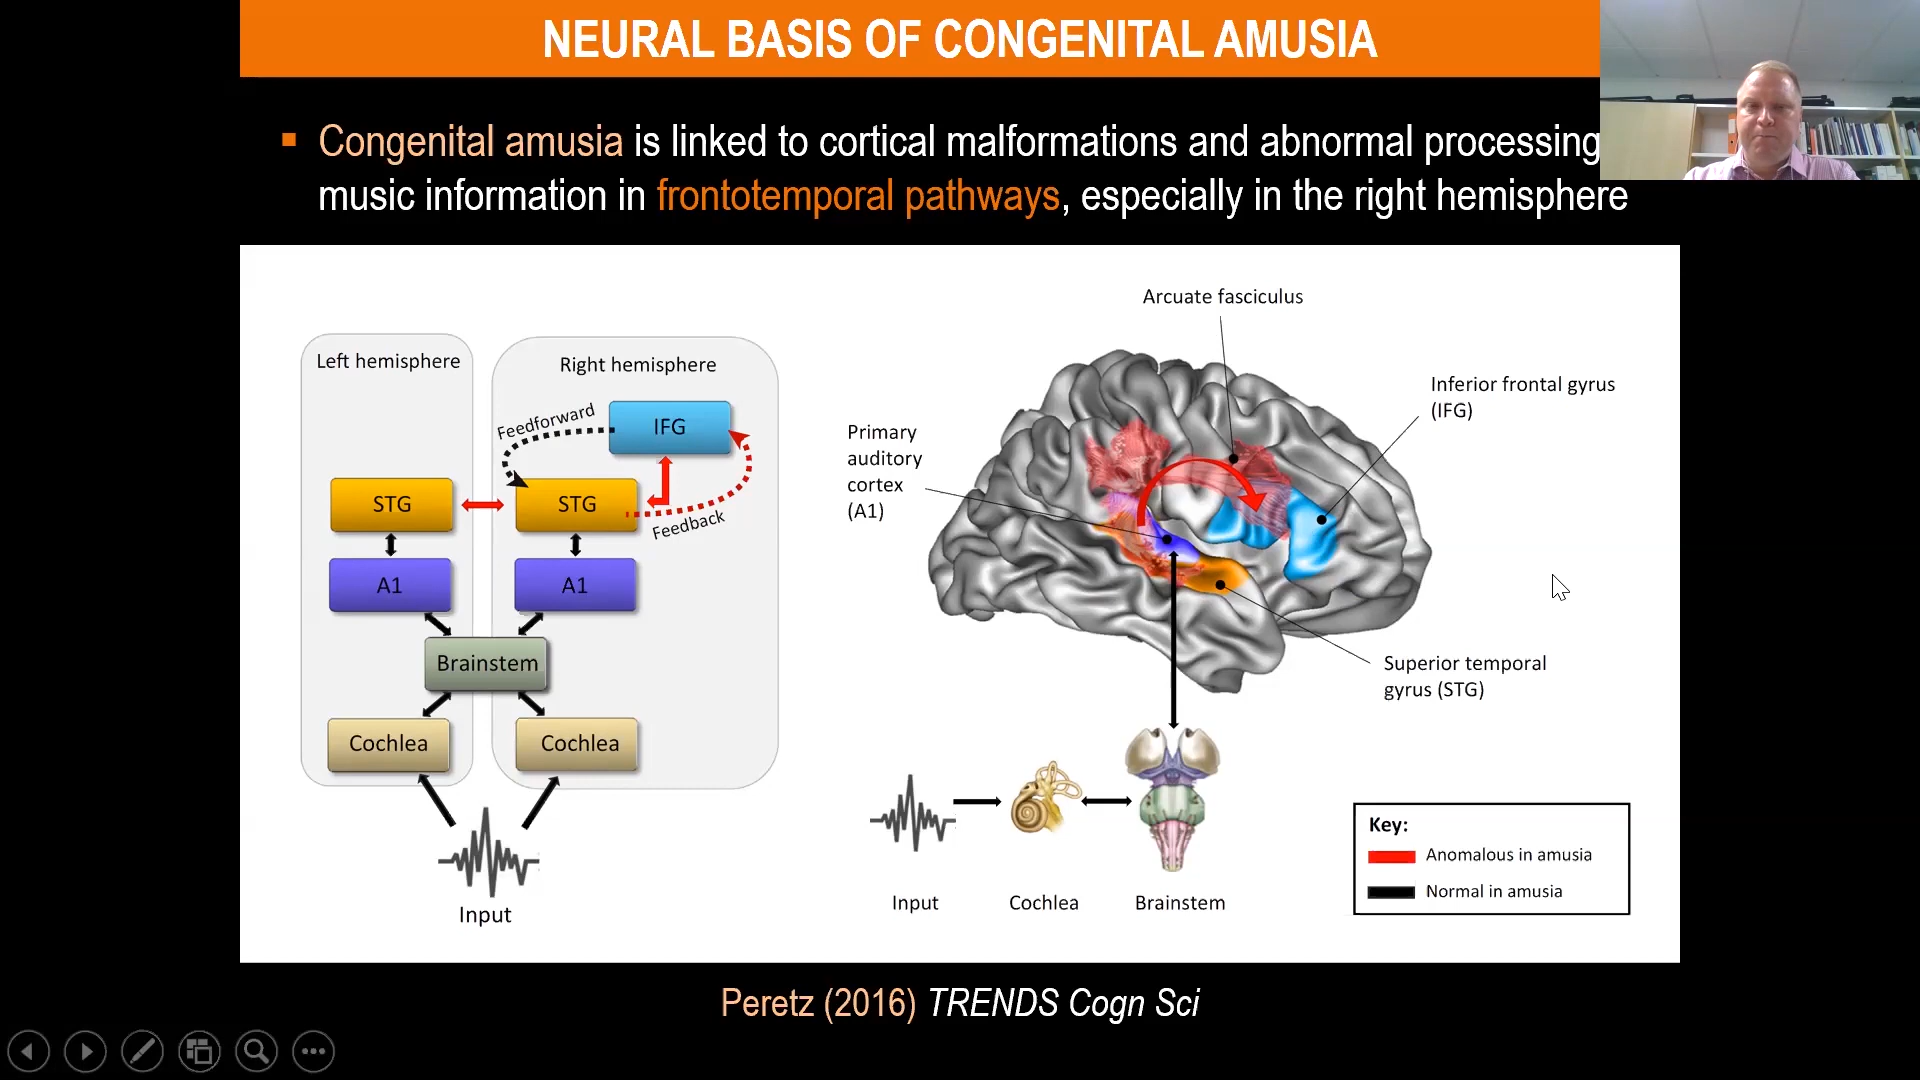 NEURAL BASIS OF CONGENITAL AMUSIA
Congenital amusia is linked to cortical malformations and abnormal processing
music information in frontotemporal pathways, especially in the right hemisphere
Left hemisphere
Right hemisphere
Feedforward
IFG
STG
STG
Feedback
A1
A1
Brainstem
Cochlea
Cochlea
Input
Arcuate fasciculus
Inferior frontal gyrus
(IFG)
Primary
auditory
cortex
(A1)
Superior temporal
gyrus (STG)
Input
Cochlea
Brainstem
Key:
Anomalous in amusia
Normal in amusia
Peretz (2016) TRENDS Cogn Sci